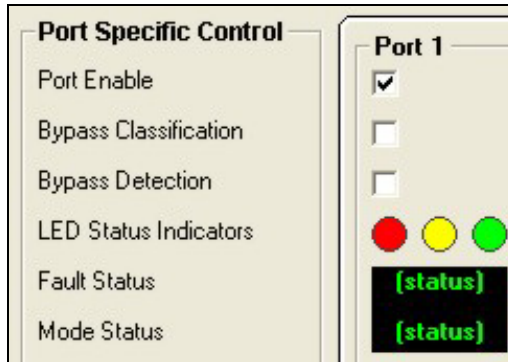 Port Specific Control
Port 1
Port Enable
Bypass Classification
Bypass Detection
LED Status Indicators
Fault Status
(status)
Mode Status
(status)